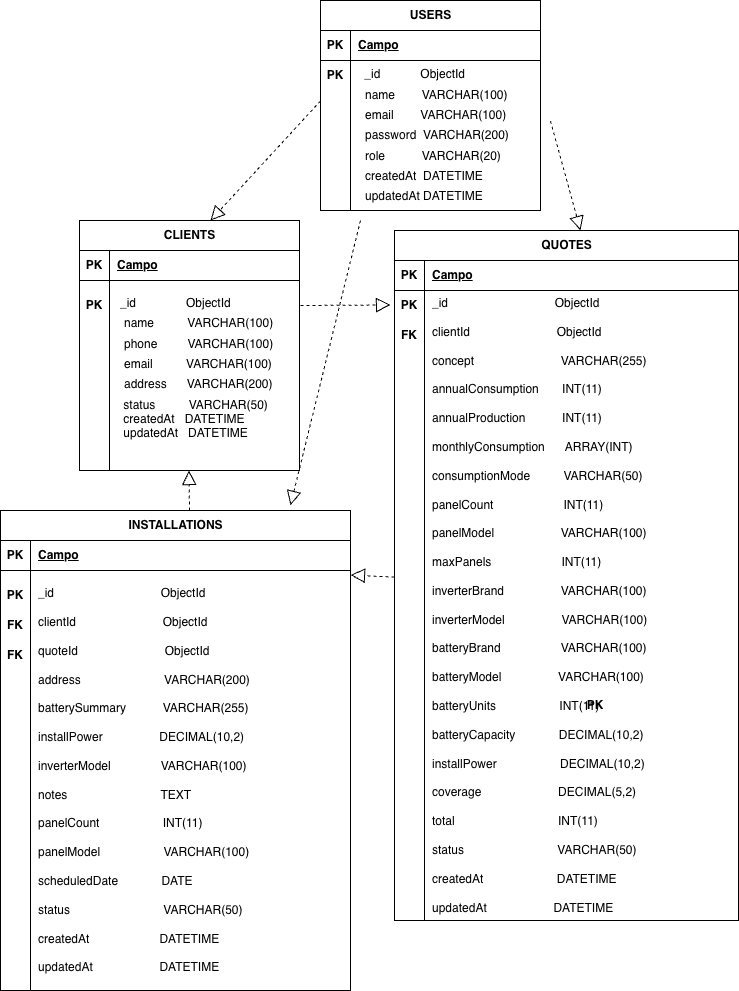 USERS
PK Campo
PK _id ObjectId
name VARCHAR(100)
email VARCHAR(100)
password VARCHAR(200)
role VARCHAR(20)
createdAt DATETIME
updatedAt DATETIME
CLIENTS
PK Campo
PK _id ObjectId
name VARCHAR(100)
phone VARCHAR(100)
email VARCHAR(100)
address VARCHAR(200)
status VARCHAR(50)
createdAt DATETIME
updatedAt DATETIME
QUOTES
PK Campo
PK _id ObjectId
FK clientId ObjectId
concept VARCHAR(255)
annualConsumption INT(11)
annualProduction INT(11)
monthlyConsumption ARRAY(INT)
consumptionMode VARCHAR(50)
panelCount INT(11)
panelModel VARCHAR(100)
maxPanels INT(11)
inverterBrand VARCHAR(100)
inverterModel VARCHAR(100)
batteryBrand VARCHAR(100)
batteryModel VARCHAR(100)
batteryUnits INT(11) PK
batteryCapacity DECIMAL(10,2)
installPower DECIMAL(10,2)
coverage DECIMAL(5,2)
total INT(11)
status VARCHAR(50)
createdAt DATETIME
updatedAt DATETIME
INSTALLATIONS
PK Campo
PK _id ObjectId
FK clientId ObjectId
FK quoteId ObjectId
address VARCHAR(200)
batterySummary VARCHAR(255)
installPower DECIMAL(10,2)
inverterModel VARCHAR(100)
notes TEXT
panelCount INT(11)
panelModel VARCHAR(100)
scheduledDate DATE
status VARCHAR(50)
createdAt DATETIME
updatedAt DATETIME